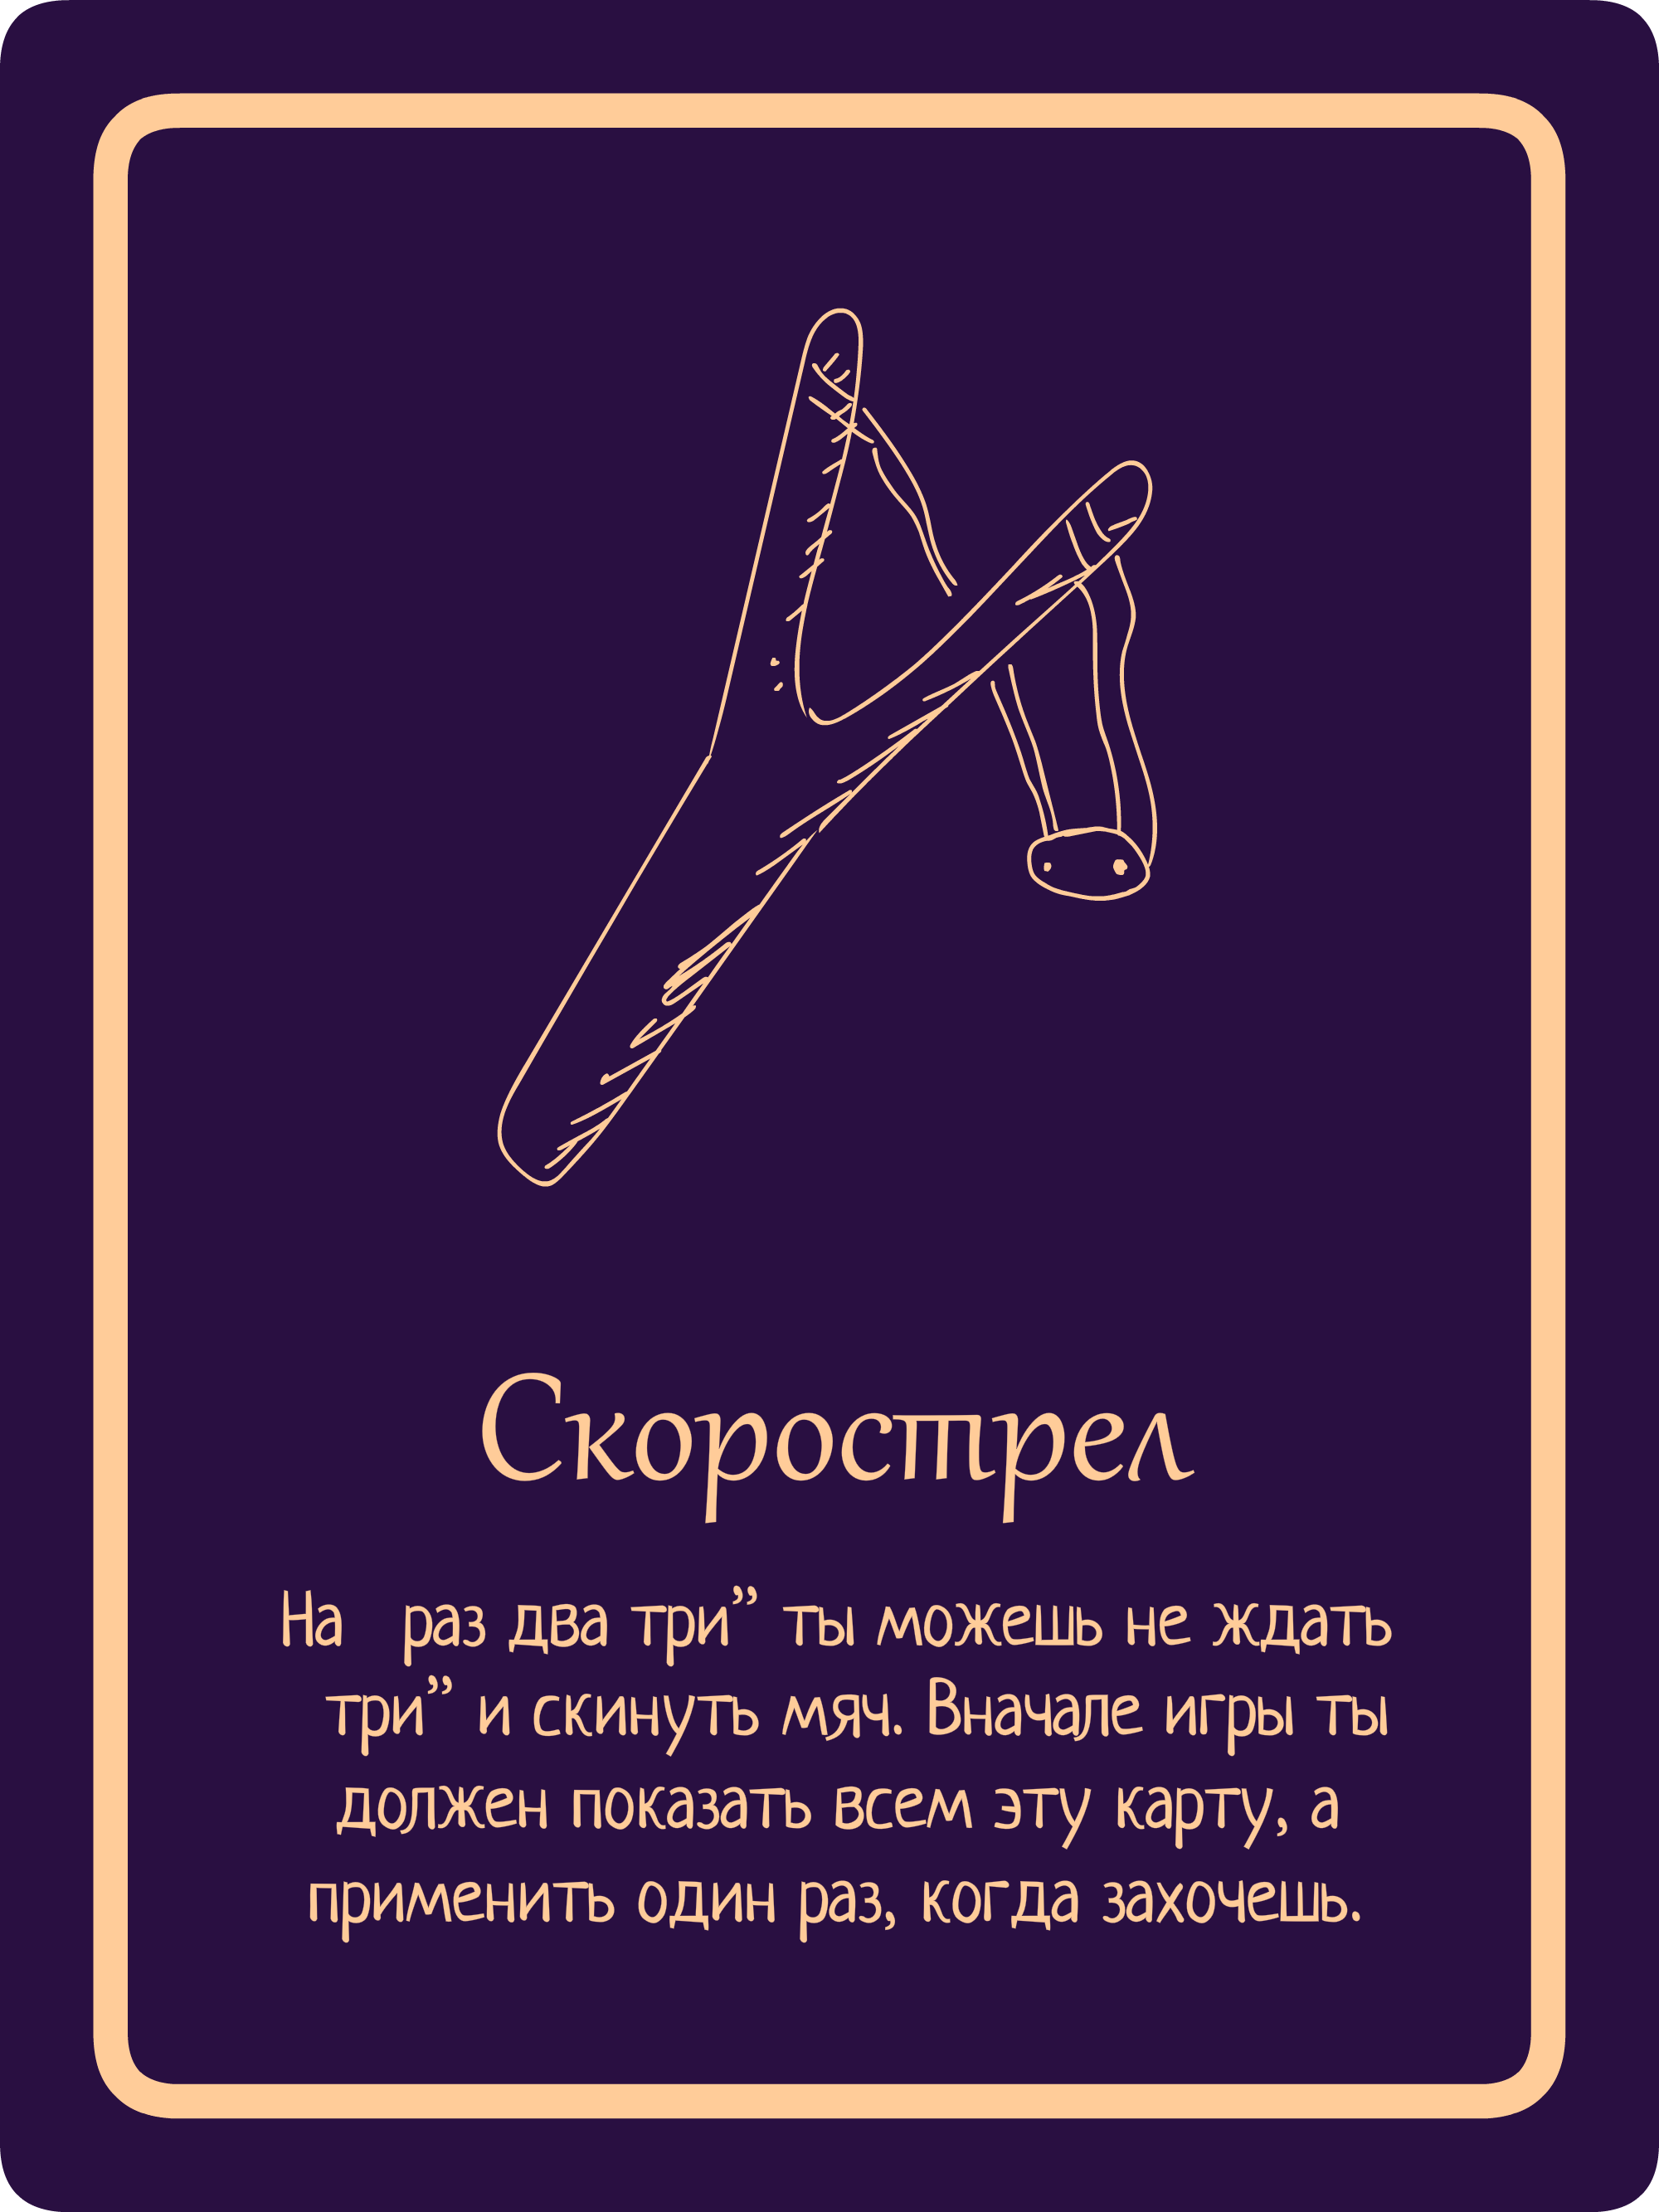 Скорострел
На раз два три” ты можешь не ждать
три” и скинуть мяч. Вначале игры ты
должен показать всем эту карту, а
применить один раз, когда захочешь.